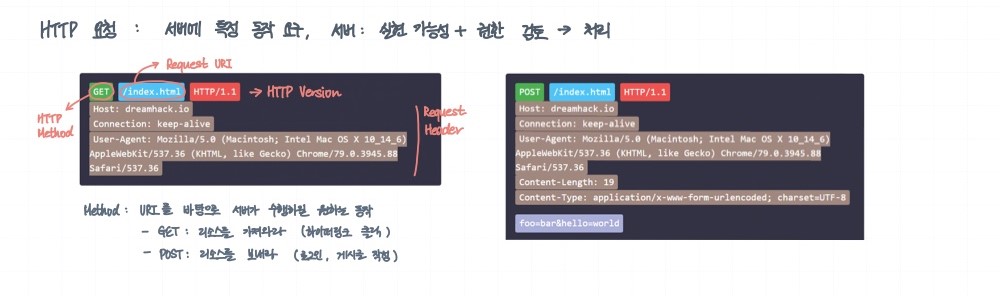 HTTP 요청 : 서버에 특정 동작 요구, 서버 : 실현 가능성 + 권한 검토 → 처리
Request URI
GET /index.html HTTP/1.1 → HTTP Version
HTTP Method
Request Header
Host: dreamhack.io
Connection: keep-alive
User-Agent: Mozilla/5.0 (Macintosh; Intel Mac OS X 10_14_6)
AppleWebKit/537.36 (KHTML, like Gecko) Chrome/79.0.3945.88
Safari/537.36
Method : URI를 바탕으로 서버가 수행하길 원하는 동작
- GET : 리소스를 가져와라 (하이퍼링크 클릭)
- POST : 리소스를 보내라 (로그인, 게시글 작성)
POST /index.html HTTP/1.1
Host: dreamhack.io
Connection: keep-alive
User-Agent: Mozilla/5.0 (Macintosh; Intel Mac OS X 10_14_6)
AppleWebKit/537.36 (KHTML, like Gecko) Chrome/79.0.3945.88
Safari/537.36
Content-Length: 19
Content-Type: application/x-www-form-urlencoded; charset=UTF-8
foo=bar&hello=world